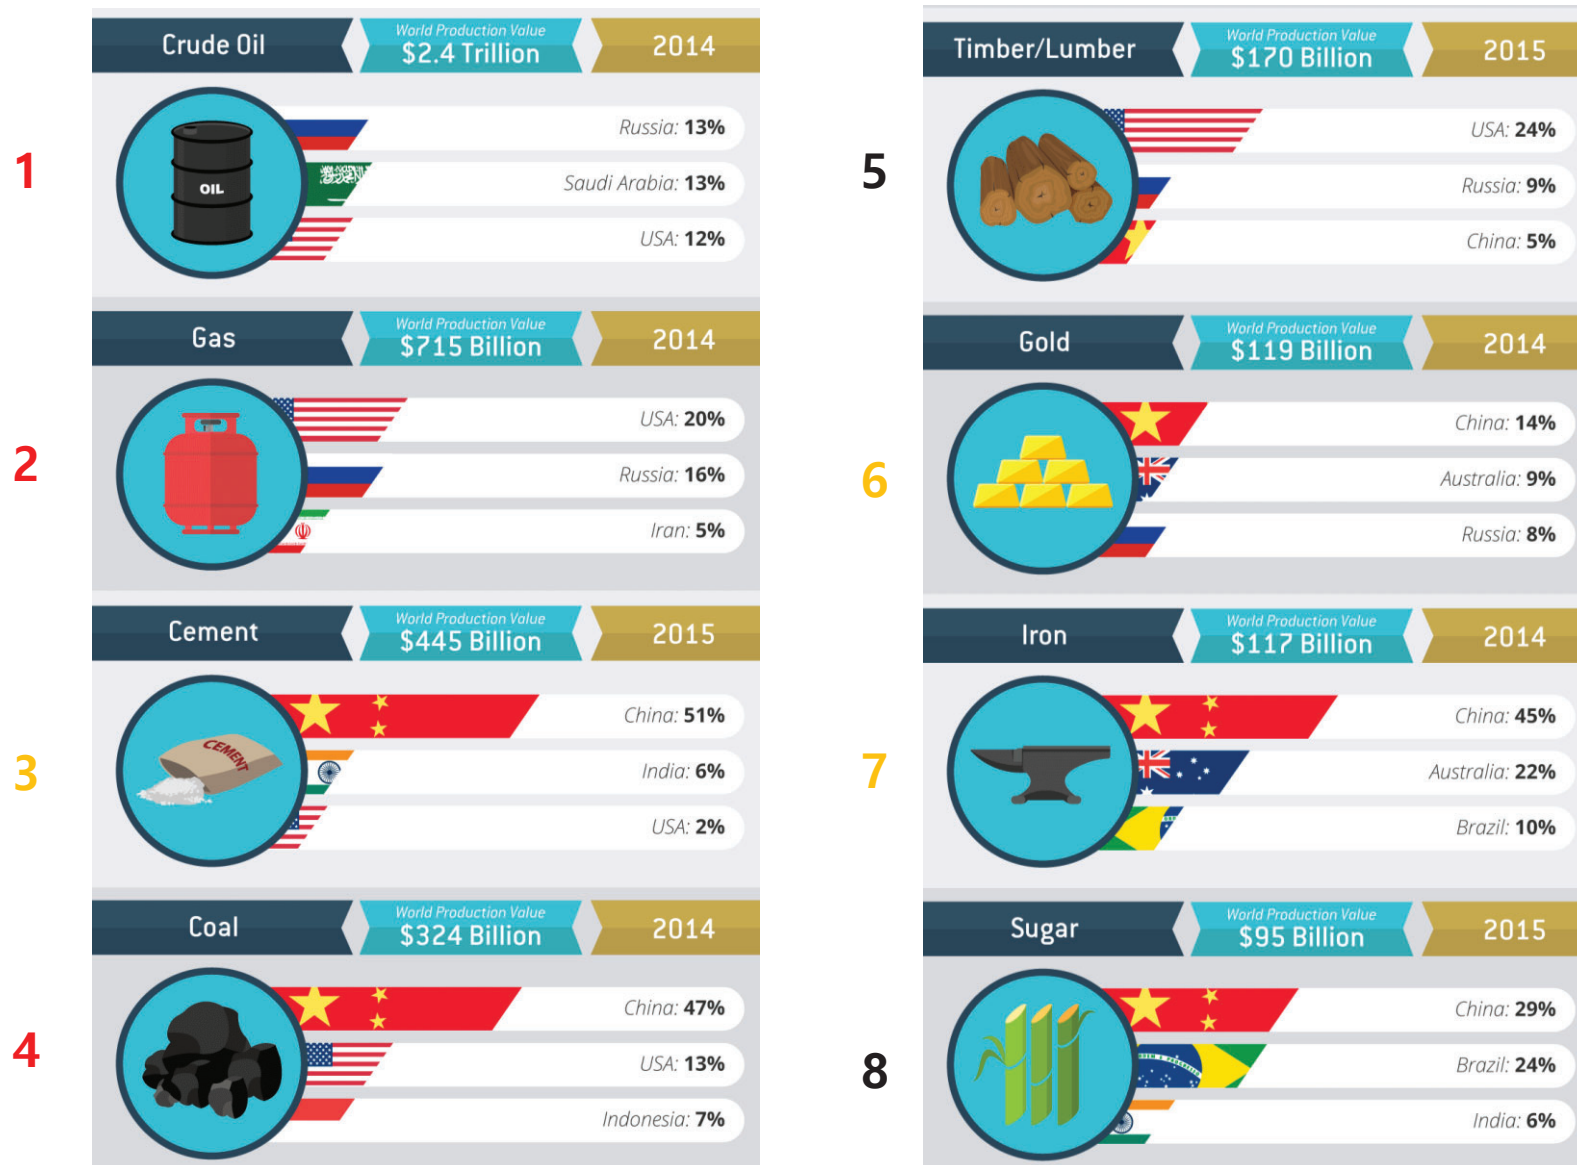 1
Crude Oil
World Production Value
$2.4 Trillion
2014
OIL
Russia: 13%
Saudi Arabia: 13%
USA: 12%
2
Gas
World Production Value
$715 Billion
2014
USA: 20%
Russia: 16%
Iran: 5%
3
Cement
World Production Value
$445 Billion
2015
CEMENT
China: 51%
India: 6%
USA: 2%
4
Coal
World Production Value
$324 Billion
2014
China: 47%
USA: 13%
Indonesia: 7%
5
Timber/Lumber
World Production Value
$170 Billion
2015
USA: 24%
Russia: 9%
China: 5%
6
Gold
World Production Value
$119 Billion
2014
China: 14%
Australia: 9%
Russia: 8%
7
Iron
World Production Value
$117 Billion
2014
China: 45%
Australia: 22%
Brazil: 10%
8
Sugar
World Production Value
$95 Billion
2015
China: 29%
Brazil: 24%
India: 6%